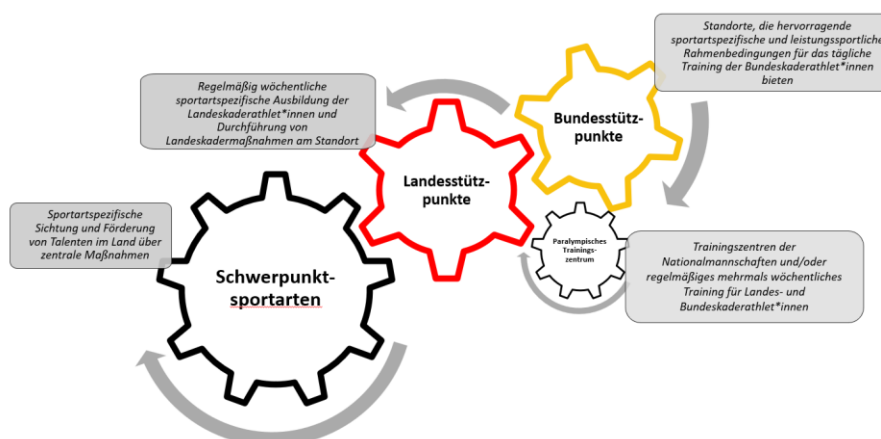 Standorte, die hervorragende
sportartspezifische und leistungssportliche
Rahmenbedingungen für das tägliche
Training der Bundeskaderathlet*innen
bieten
Regelmäßig wöchentliche
sportartspezifische Ausbildung der
Landeskaderathlet*innen und
Durchführung von
Landeskadermaßnahmen am Standort
Bundesstütz-
punkte
Landesstütz-
punkte
Sportartspezifische
Sichtung und Förderung
von Talenten im Land über
zentrale Maßnahmen
Paralympisches
Trainings-
zentrum
Schwerpunkt-
sportarten
Trainingszentren der
Nationalmannschaften und/oder
regelmäßiges mehrmals wöchentliches
Training für Landes- und
Bundeskaderathlet*innen